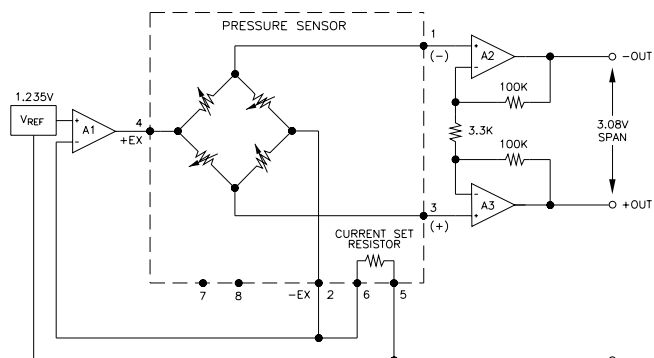 PRESSURE SENSOR
1
(-)
A2
-OUT
1.235V
VREF
A1
4
+EX
100K
3.3K
3.08V
SPAN
100K
A3
+OUT
3
(+)
CURRENT SET
RESISTOR
7
8
-EX
2
6
5
+
-
+
-
-
+